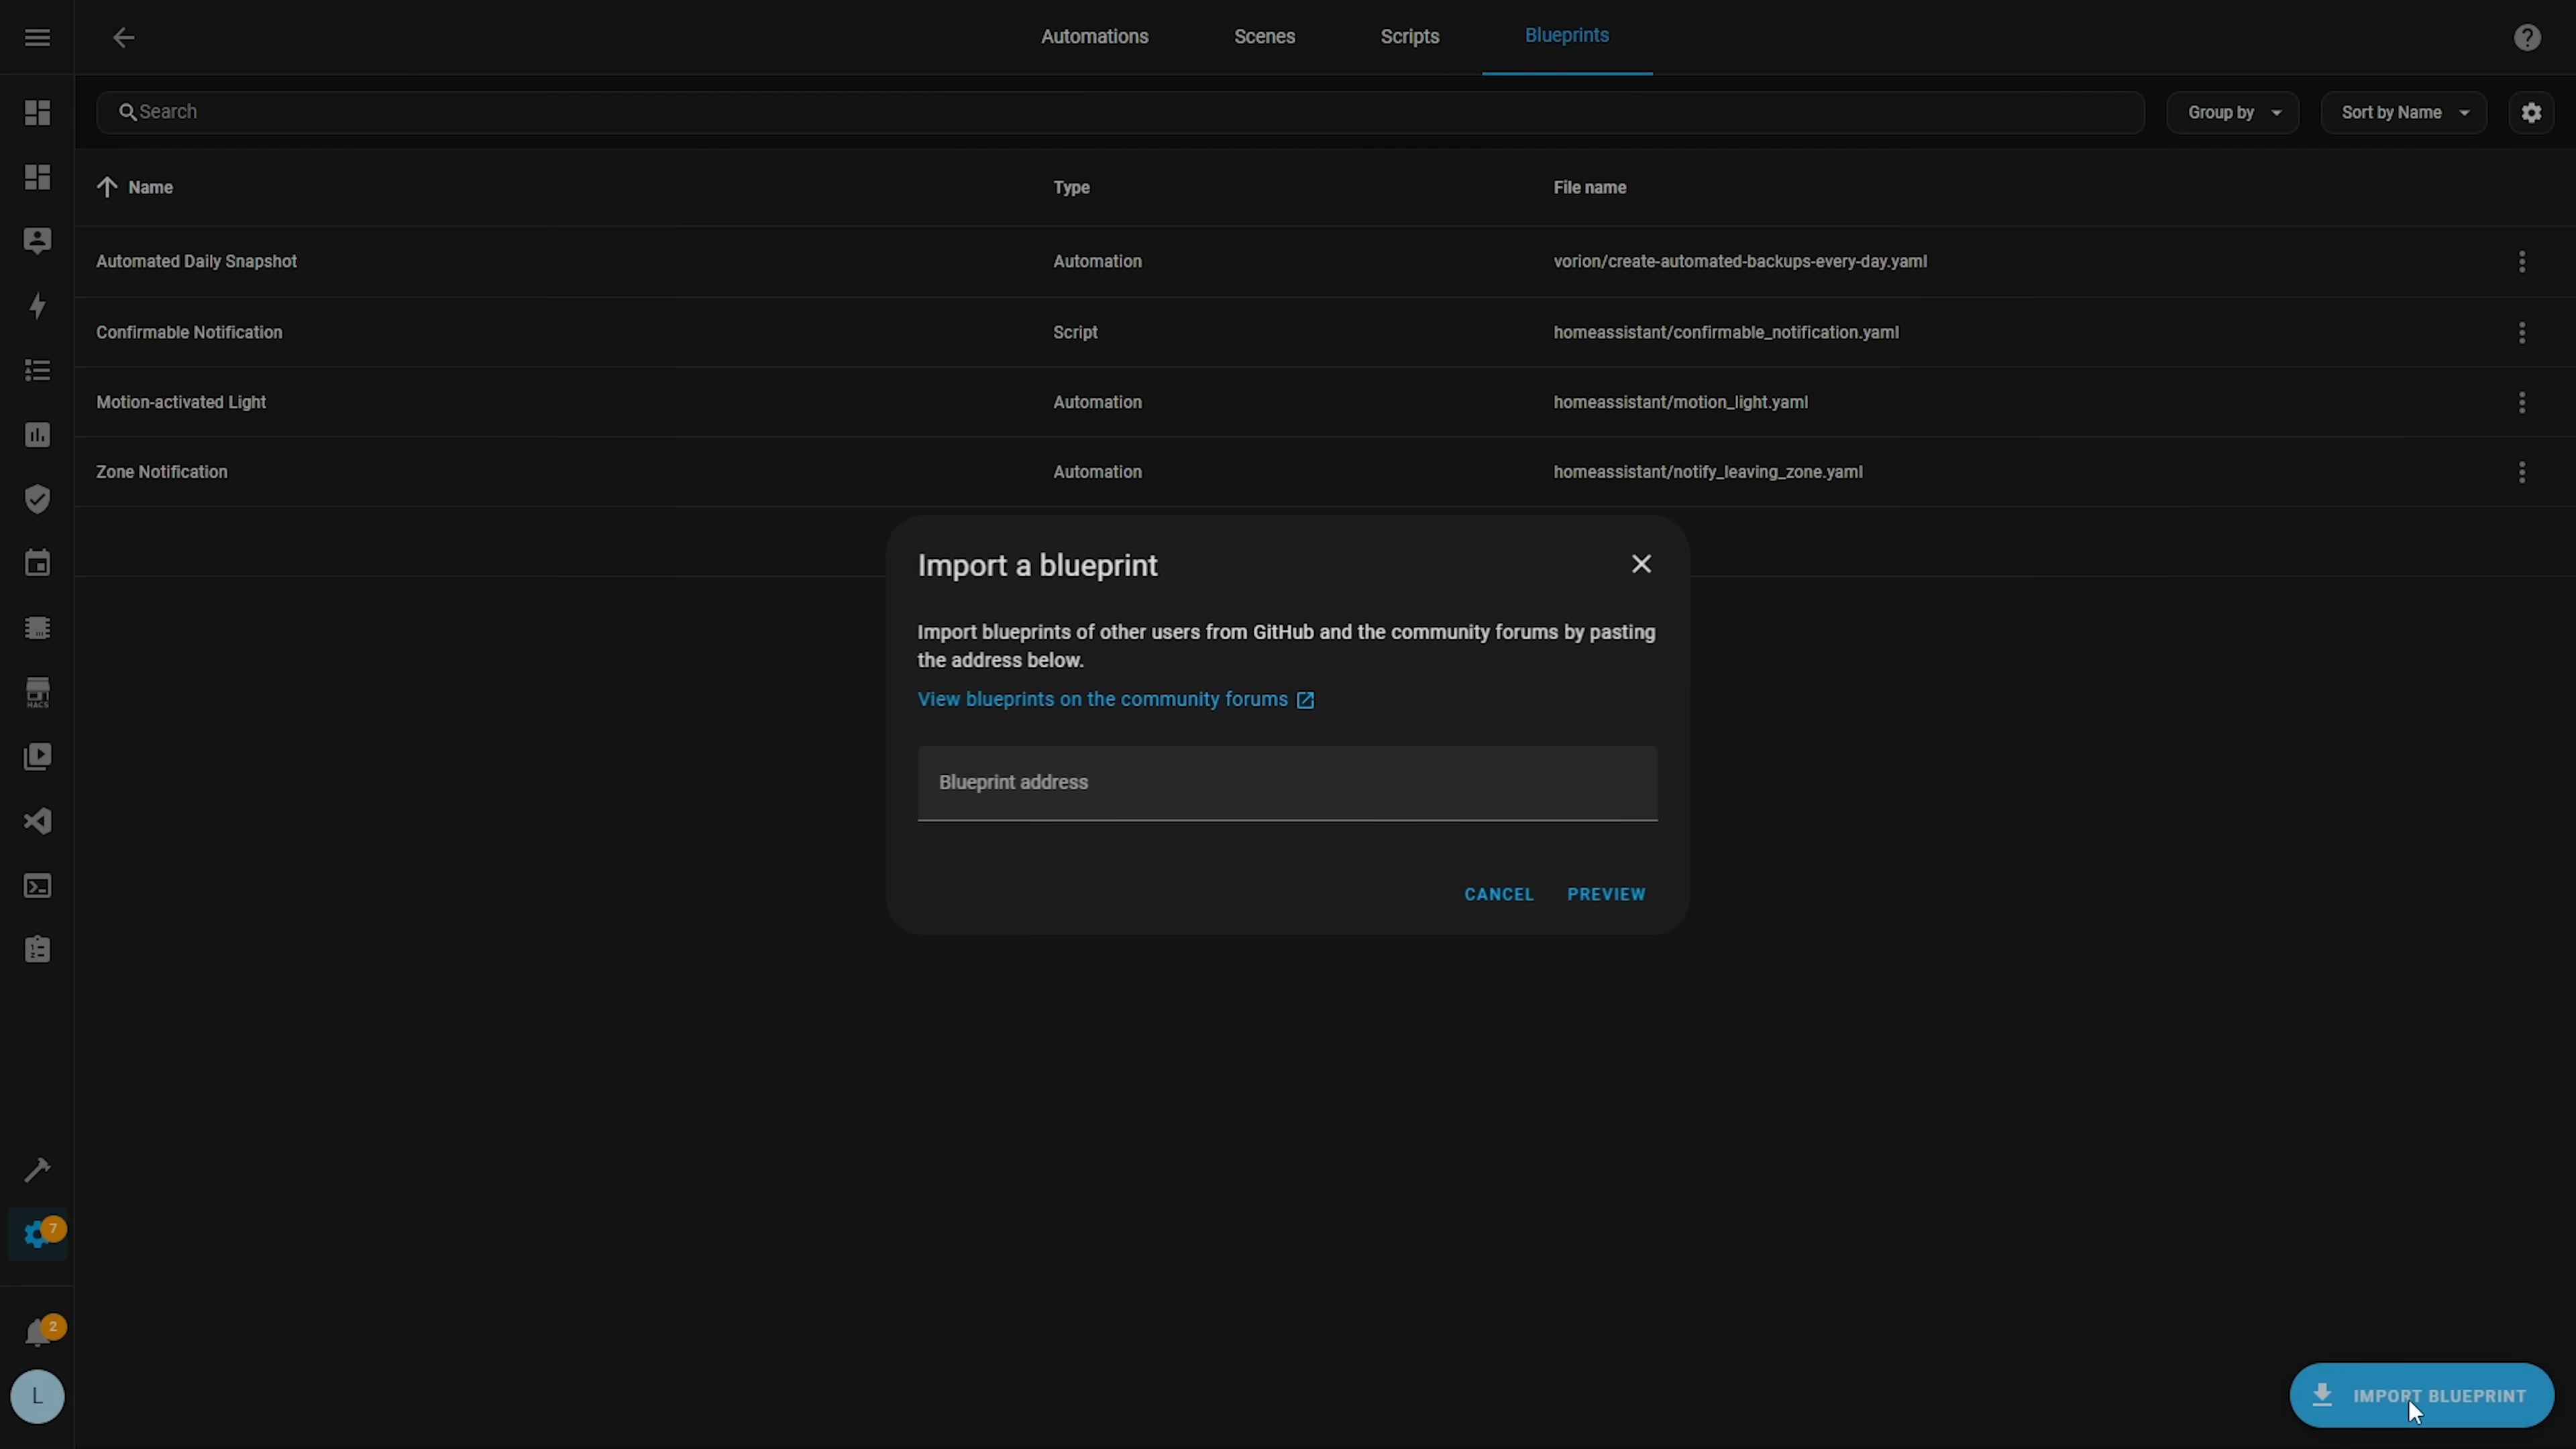 Automations Scenes Scripts Blueprints
Search
Group by
Sort by Name
Name Type File name
Automated Daily Snapshot Automation vorion/create-automated-backups-every-day.yaml
Confirmable Notification Script homeassistant/confirmable_notification.yaml
Motion-activated Light Automation homeassistant/motion_light.yaml
Zone Notification Automation homeassistant/notify_leaving_zone.yaml
Import a blueprint
Import blueprints of other users from GitHub and the community forums by pasting
the address below.
View blueprints on the community forums
Blueprint address
CANCEL PREVIEW
HACS
7
2
L
IMPORT BLUEPRINT